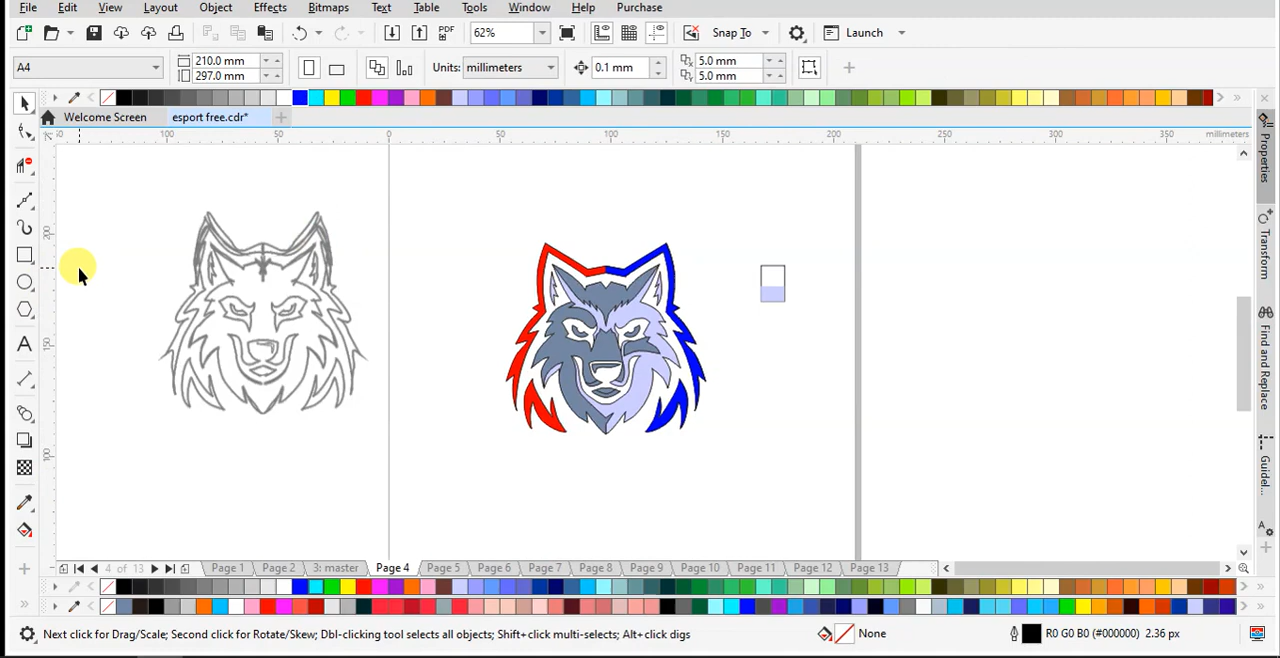 File Edit View Layout Object Effects Bitmaps Text Table Tools Window Help Purchase
PDF 62% Snap To Launch
A4 210.0 mm 297.0 mm Units: millimeters 0.1 mm 5.0 mm 5.0 mm
Welcome Screen esport free.cdr*
100 50 0 50 100 150 200 250 300 350 millimeters
200
150
100
Properties
Transform
Find and Replace
Guidel...
4 of 13 Page 1 Page 2 3: master Page 4 Page 5 Page 6 Page 7 Page 8 Page 9 Page 10 Page 11 Page 12 Page 13
Next click for Drag/Scale; Second click for Rotate/Skew; Dbl-clicking tool selects all objects; Shift+click multi-selects; Alt+click digs None R0 G0 B0 (#000000) 2.36 px